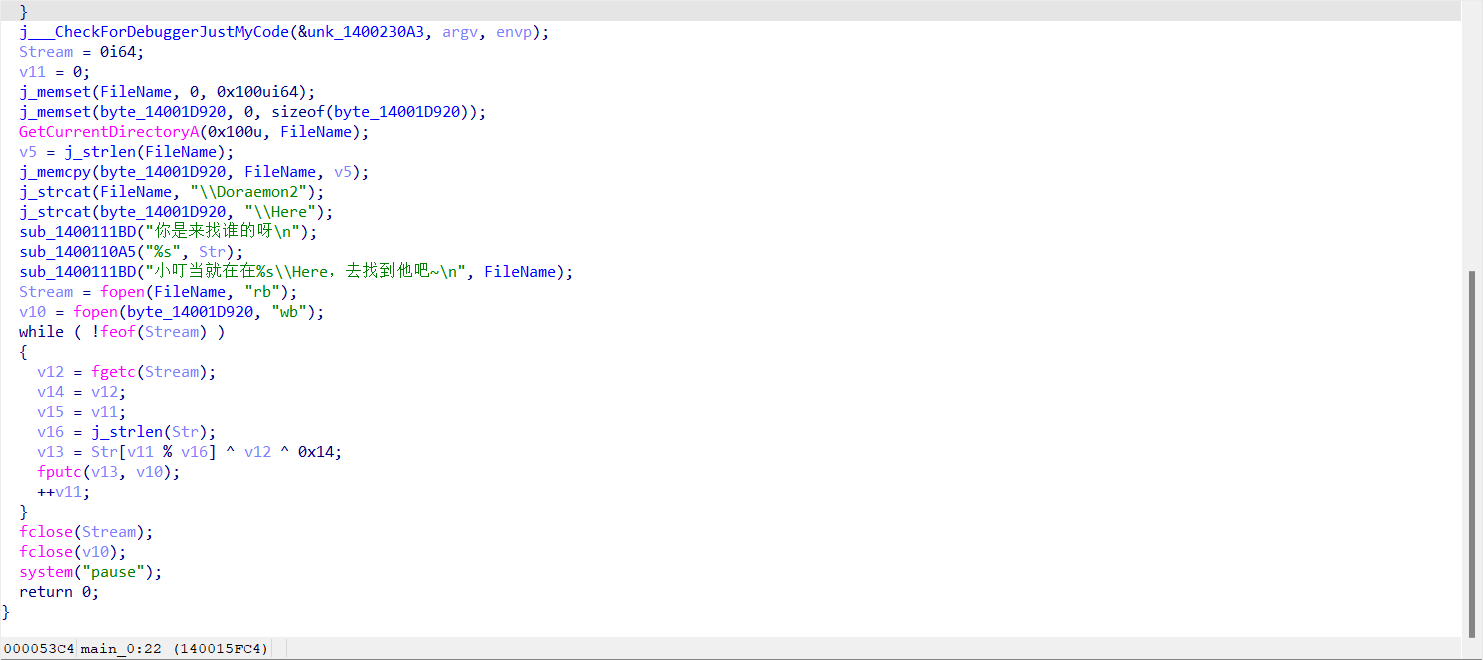 }
j___CheckForDebuggerJustMyCode(&unk_1400230A3, argv, envp);
Stream = 0i64;
v11 = 0;
j_memset(FileName, 0, 0x100ui64);
j_memset(byte_14001D920, 0, sizeof(byte_14001D920));
GetCurrentDirectoryA(0x100u, FileName);
v5 = j_strlen(FileName);
j_memcpy(byte_14001D920, FileName, v5);
j_strcat(FileName, "\\Doraemon2");
j_strcat(byte_14001D920, "\\Here");
sub_1400111BD("你是来找谁的呀\n");
sub_1400110A5("%s", Str);
sub_1400111BD("小叮当就在在%s\\Here，去找到他吧~\n", FileName);
Stream = fopen(FileName, "rb");
v10 = fopen(byte_14001D920, "wb");
while ( !feof(Stream) )
{
v12 = fgetc(Stream);
v14 = v12;
v15 = v11;
v16 = j_strlen(Str);
v13 = Str[v11 % v16] ^ v12 ^ 0x14;
fputc(v13, v10);
++v11;
}
fclose(Stream);
fclose(v10);
system("pause");
return 0;
}
000053C4 main_0:22 (140015FC4)